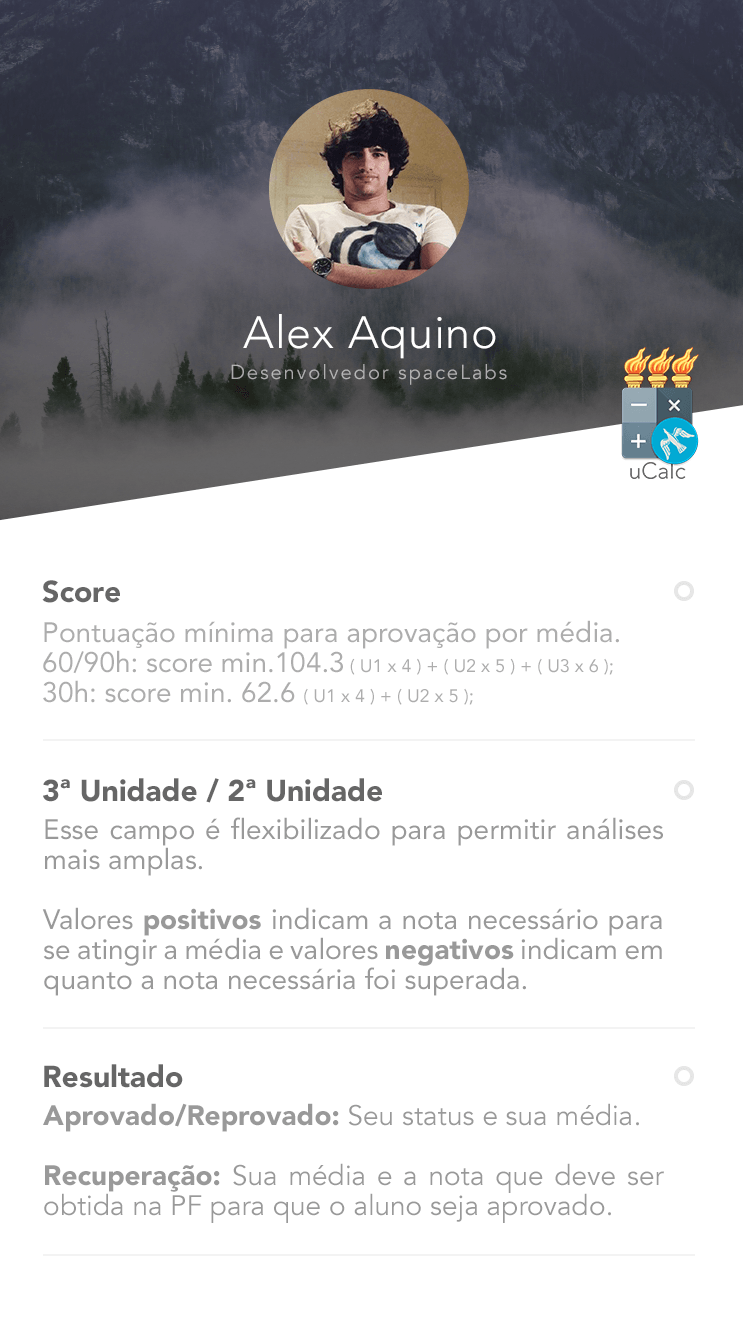 Alex Aquino
Desenvolvedor spaceLabs
uCalc
Score
Pontuação mínima para aprovação por média.
60/90h: score min.104.3 ( U1 x 4 ) + ( U2 x 5 ) + ( U3 x 6 );
30h: score min. 62.6 ( U1 x 4 ) + ( U2 x 5 );
3ª Unidade / 2ª Unidade
Esse campo é flexibilizado para permitir análises
mais amplas.
Valores positivos indicam a nota necessário para
se atingir a média e valores negativos indicam em
quanto a nota necessária foi superada.
Resultado
Aprovado/Reprovado: Seu status e sua média.
Recuperação: Sua média e a nota que deve ser
obtida na PF para que o aluno seja aprovado.